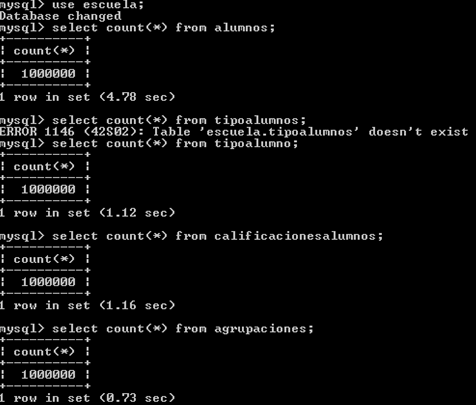 mysql> use escuela;
Database changed
mysql> select count(*) from alumnos;
+----------+
| count(*) |
+----------+
|  1000000 |
+----------+
1 row in set (4.78 sec)
mysql> select count(*) from tipoalumnos;
ERROR 1146 (42S02): Table 'escuela.tipoalumnos' doesn't exist
mysql> select count(*) from tipoalumno;
+----------+
| count(*) |
+----------+
|  1000000 |
+----------+
1 row in set (1.12 sec)
mysql> select count(*) from calificacionesalumnos;
+----------+
| count(*) |
+----------+
|  1000000 |
+----------+
1 row in set (1.16 sec)
mysql> select count(*) from agrupaciones;
+----------+
| count(*) |
+----------+
|  1000000 |
+----------+
1 row in set (0.73 sec)